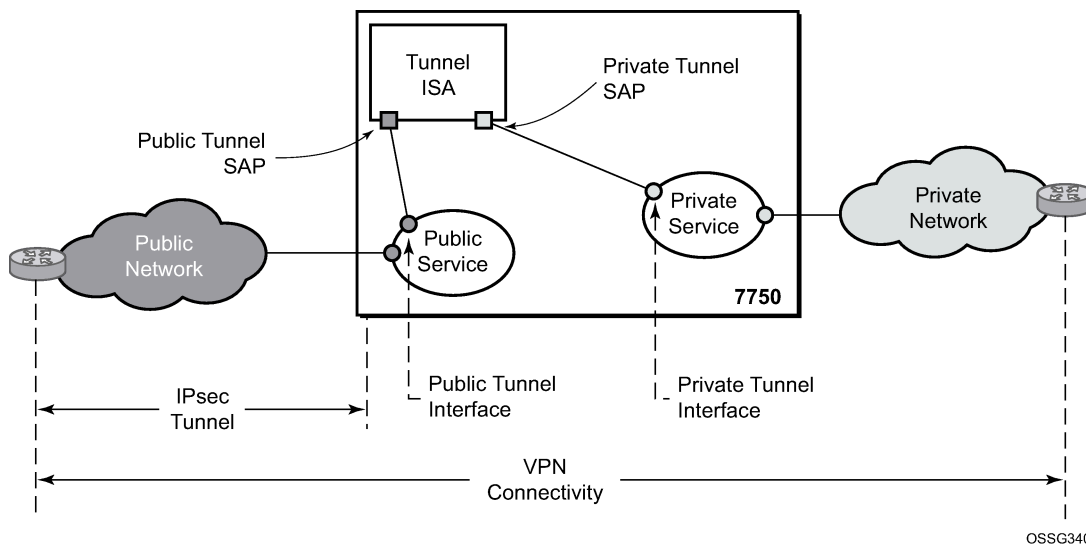 Tunnel
ISA
Private Tunnel
SAP
Public Tunnel
SAP
Public
Network
Public
Service
Private
Service
Private
Network
7750
Public Tunnel
Interface
Private Tunnel
Interface
IPsec
Tunnel
VPN
Connectivity
OSSG340